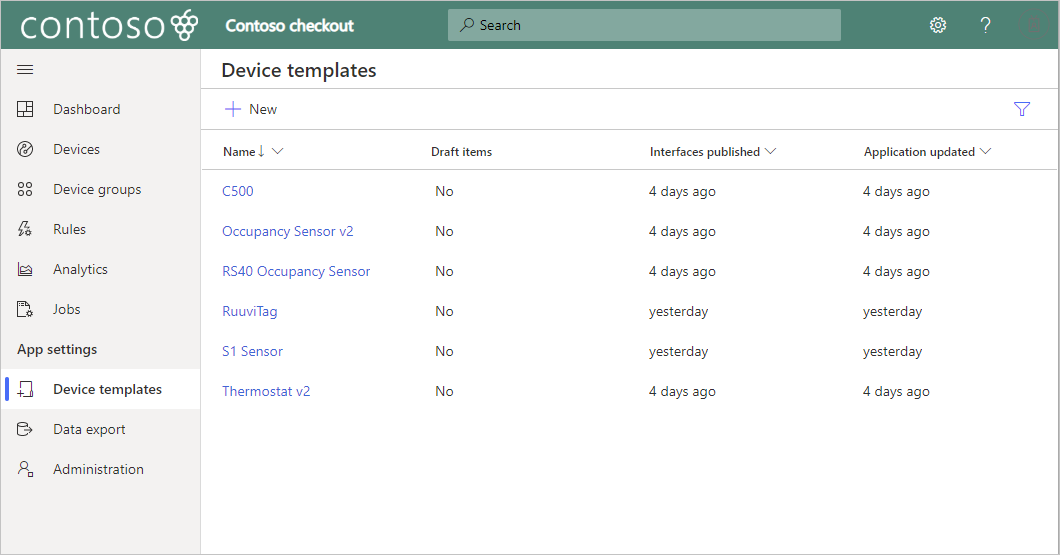 contoso Contoso checkout Search ?
Device templates
Dashboard
Devices
Device groups
Rules
Analytics
Jobs
App settings
Device templates
Data export
Administration
New
Name Draft items Interfaces published Application updated
C500 No 4 days ago 4 days ago
Occupancy Sensor v2 No 4 days ago 4 days ago
RS40 Occupancy Sensor No 4 days ago 4 days ago
RuuviTag No yesterday yesterday
S1 Sensor No yesterday yesterday
Thermostat v2 No 4 days ago 4 days ago